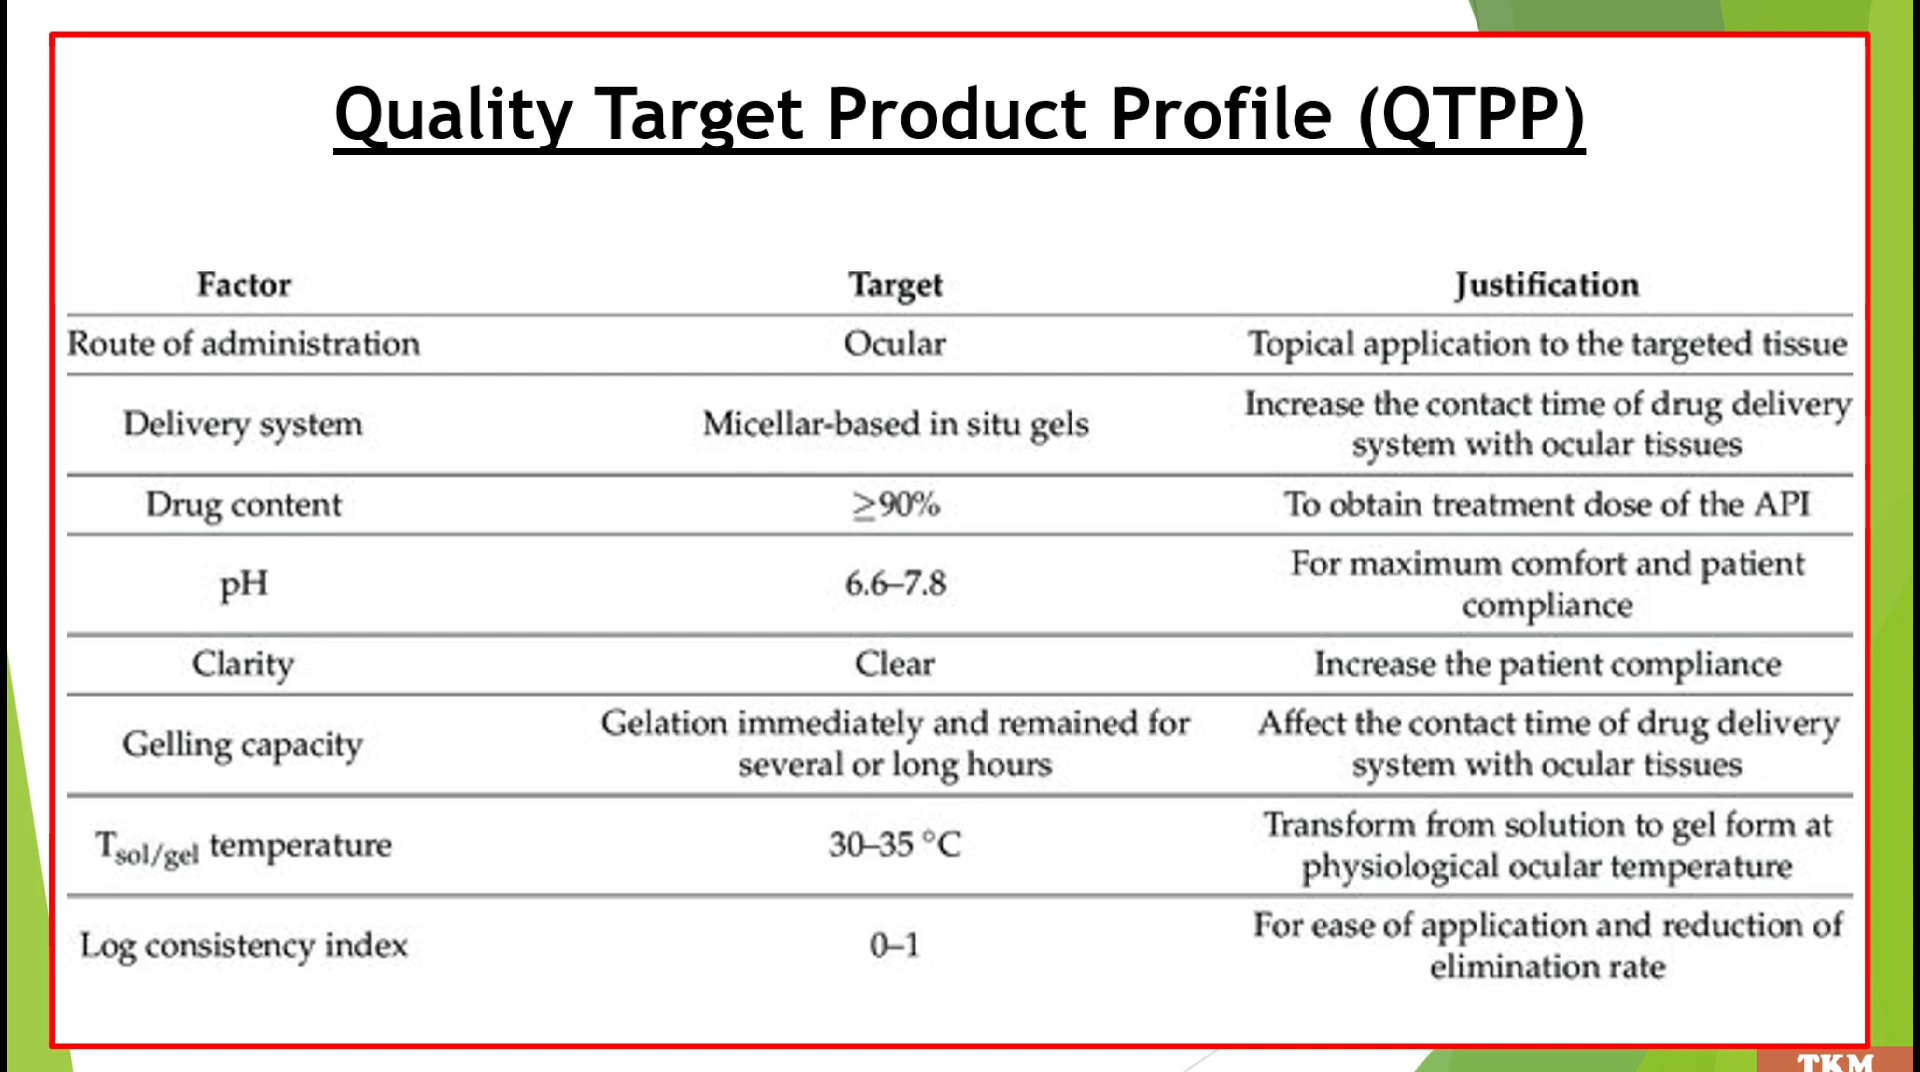 Quality Target Product Profile (QTPP)
Factor Target Justification
Route of administration Ocular Topical application to the targeted tissue
Delivery system Micellar-based in situ gels Increase the contact time of drug delivery
system with ocular tissues
Drug content ≥90% To obtain treatment dose of the API
pH 6.6–7.8 For maximum comfort and patient
compliance
Clarity Clear Increase the patient compliance
Gelling capacity Gelation immediately and remained for
several or long hours Affect the contact time of drug delivery
system with ocular tissues
Tsol/gel temperature 30–35 °C Transform from solution to gel form at
physiological ocular temperature
Log consistency index 0–1 For ease of application and reduction of
elimination rate
TKM